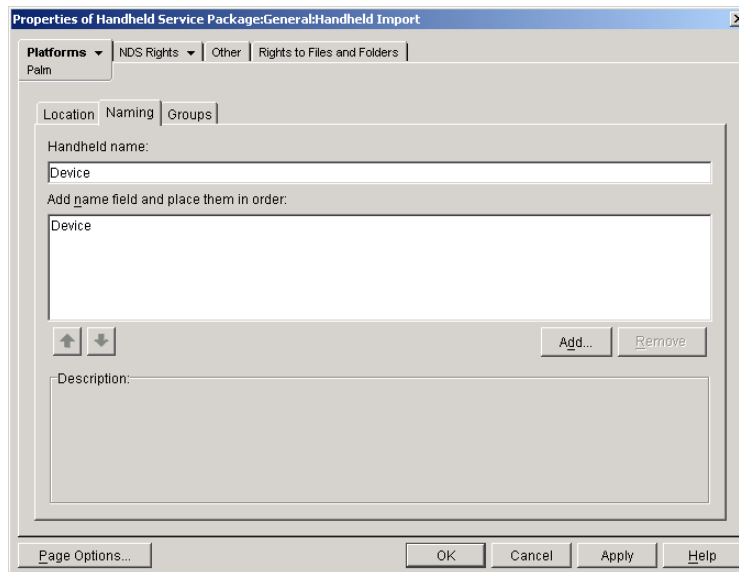 Properties of Handheld Service Package:General:Handheld Import
Platforms NDS Rights Other Rights to Files and Folders
Palm
Location Naming Groups
Handheld name:
Device
Add name field and place them in order:
Device
Add... Remove
Description:
Page Options... OK Cancel Apply Help